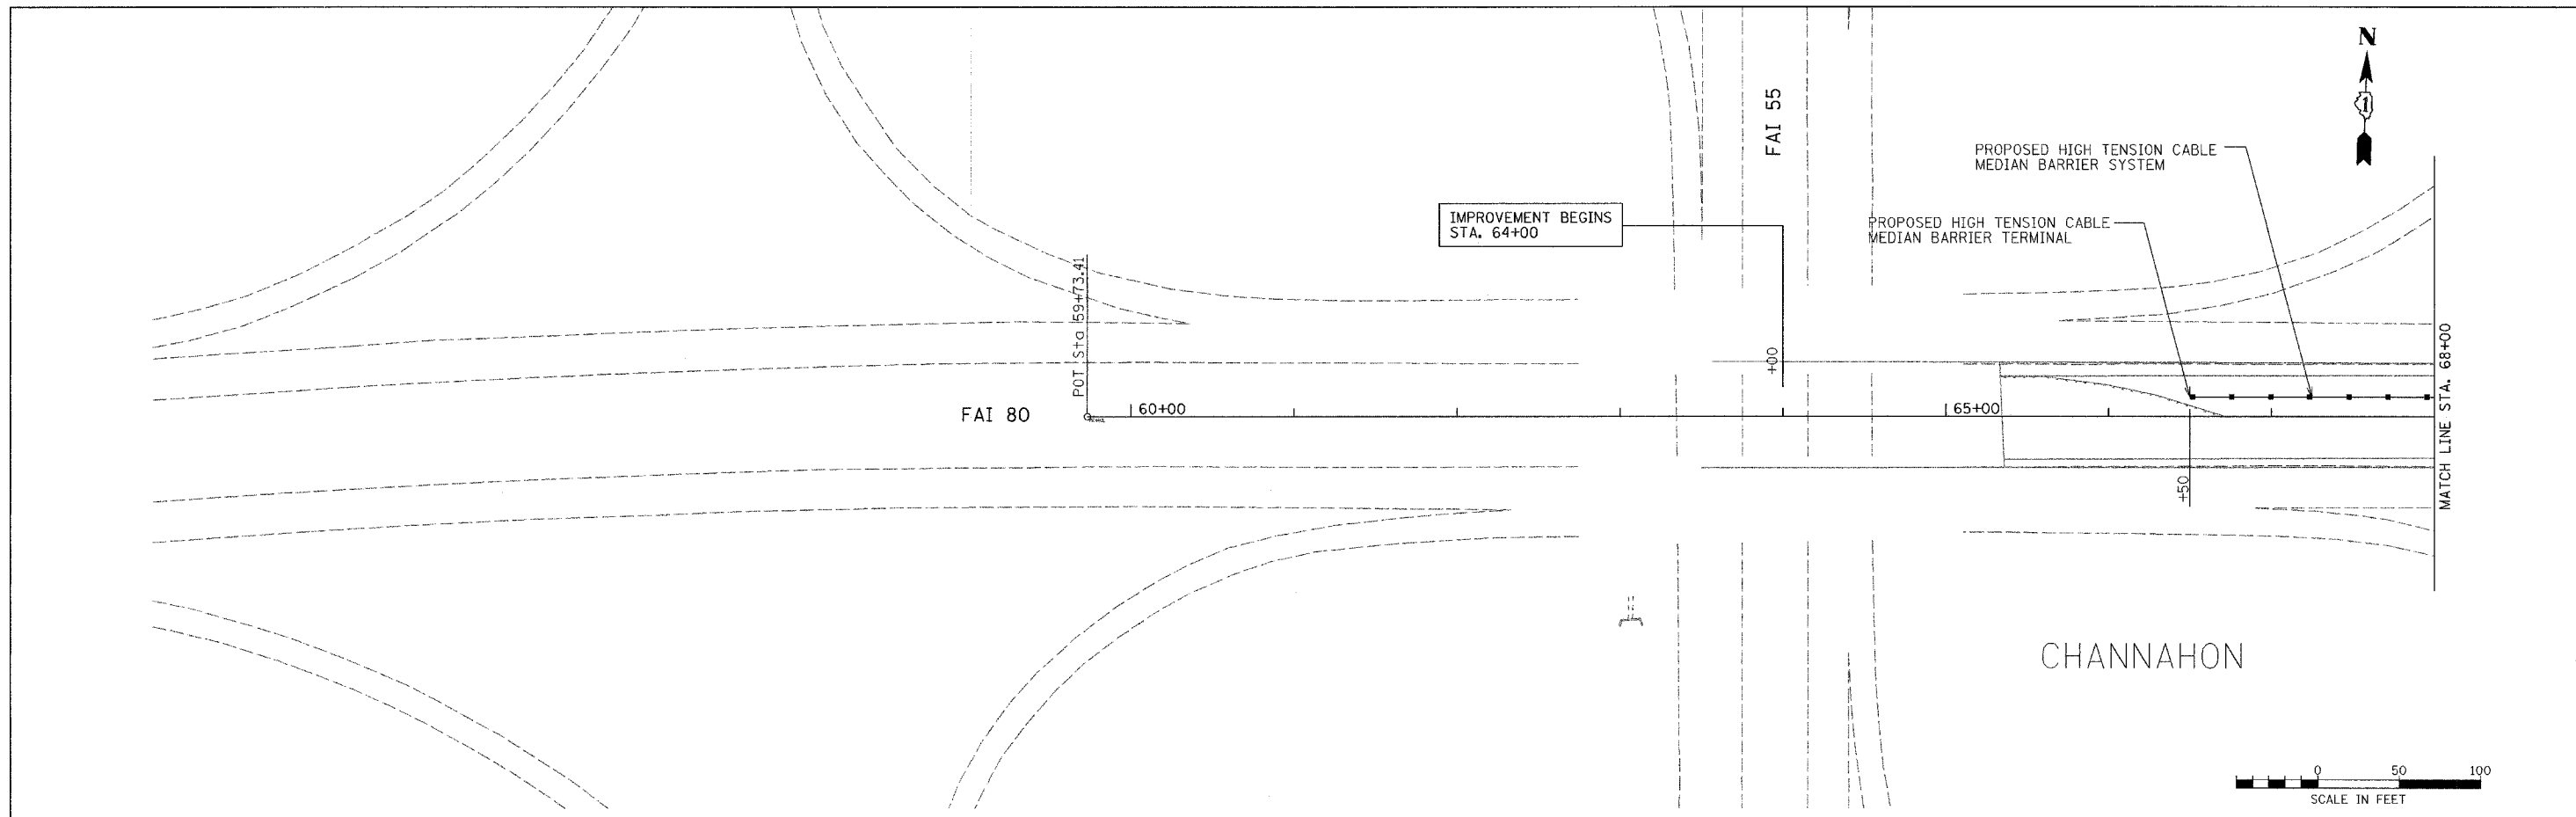 N
1
FAI 55
PROPOSED HIGH TENSION CABLE
MEDIAN BARRIER SYSTEM
IMPROVEMENT BEGINS
STA. 64+00
PROPOSED HIGH TENSION CABLE
MEDIAN BARRIER TERMINAL
POT Sta 59+73.41
+00
MATCH LINE STA. 68+00
FAI 80
60+00
65+00
+50
CHANNAHON
0 50 100
SCALE IN FEET